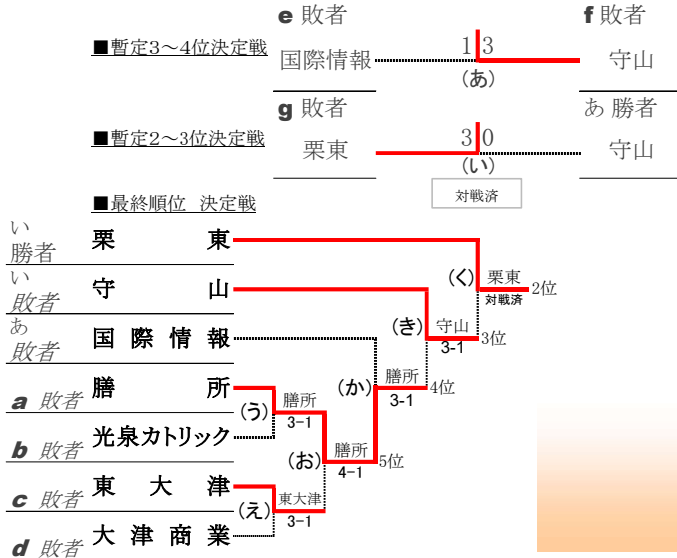 e 敗者 f 敗者
■暫定3～4位決定戦 国際情報 1 3 守山
(あ)
g 敗者 あ 勝者
■暫定2～3位決定戦 栗東 3 0 守山
(い)
対戦済
■最終順位 決定戦
い
勝者 栗 東
い
敗者 守 山
(く) 栗東 2位
対戦済
あ
敗者 国 際 情 報
(き) 守山 3位
3-1
a 敗者 膳 所
(か) 膳所 4位
3-1
(う) 膳所
3-1
b 敗者 光泉カトリック
(お) 膳所 5位
4-1
c 敗者 東 大 津
(え) 東大津
3-1
d 敗者 大 津 商 業